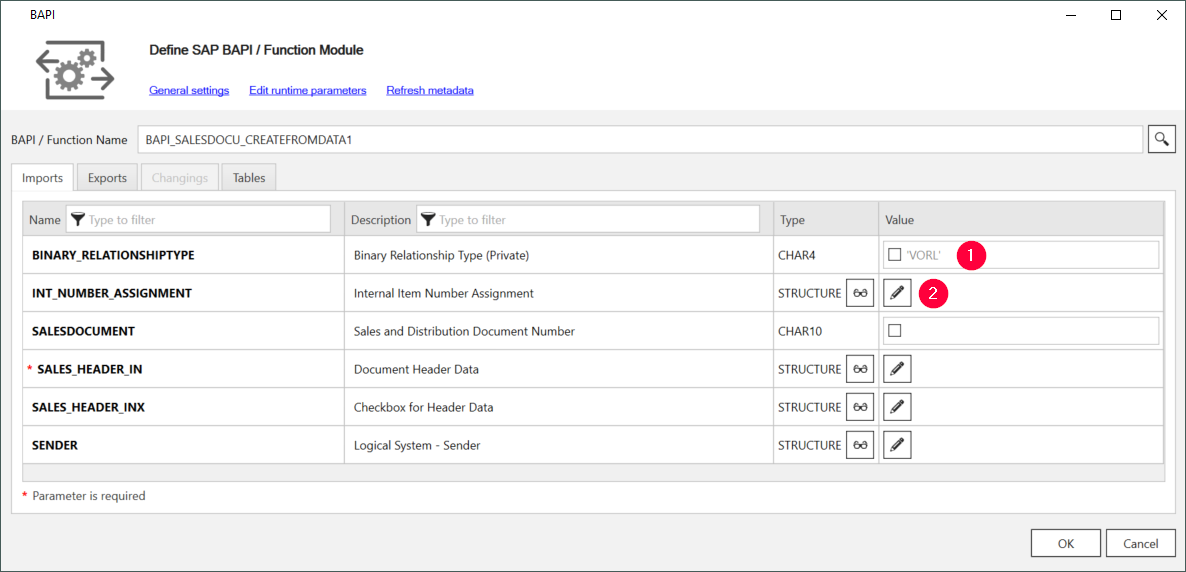 BAPI
Define SAP BAPI / Function Module
General settings Edit runtime parameters Refresh metadata
BAPI / Function Name BAPI_SALESDOCU_CREATEFROMDATA1
Imports Exports Changings Tables
Name Type to filter Description Type to filter Type Value
BINARY_RELATIONSHIPTYPE Binary Relationship Type (Private) CHAR4 'VORL' 1
INT_NUMBER_ASSIGNMENT Internal Item Number Assignment STRUCTURE 2
SALESDOCUMENT Sales and Distribution Document Number CHAR10
* SALES_HEADER_IN Document Header Data STRUCTURE
SALES_HEADER_INX Checkbox for Header Data STRUCTURE
SENDER Logical System - Sender STRUCTURE
* Parameter is required
OK Cancel